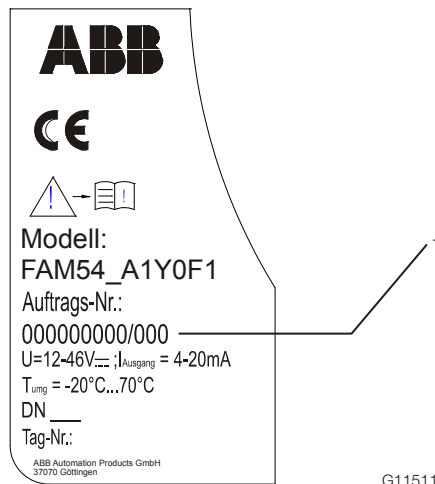 ABB
CE
Modell:
FAM54_A1Y0F1
Auftrags-Nr.:
000000000/000
U=12-46V⎓ ;IAusgang = 4-20mA
Tumg = -20°C...70°C
DN ___
Tag-Nr.:
ABB Automation Products GmbH
37070 Göttingen
G11511